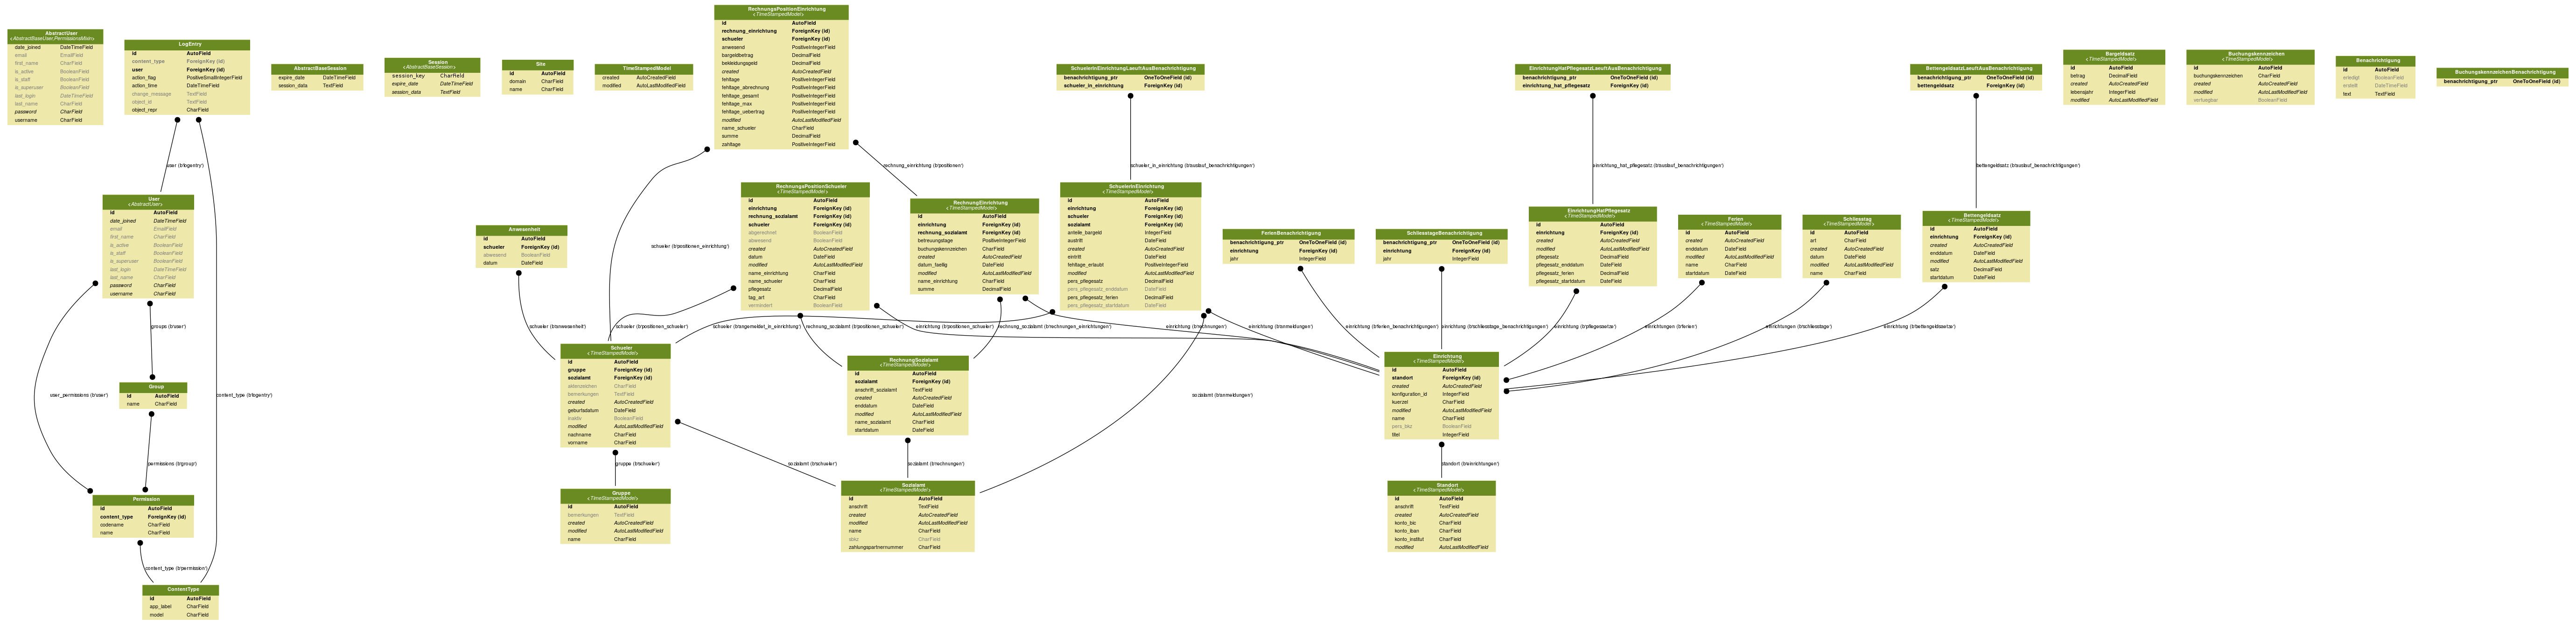 AbstractUser
<AbstractBaseUser,PermissionsMixin>
date_joined DateTimeField
email EmailField
first_name CharField
is_active BooleanField
is_staff BooleanField
is_superuser BooleanField
last_login DateTimeField
last_name CharField
password CharField
username CharField
LogEntry
id AutoField
content_type ForeignKey (id)
user ForeignKey (id)
action_flag PositiveSmallIntegerField
action_time DateTimeField
change_message TextField
object_id TextField
object_repr CharField
AbstractBaseSession
expire_date DateTimeField
session_data TextField
Session
<AbstractBaseSession>
session_key CharField
expire_date DateTimeField
session_data TextField
Site
id AutoField
domain CharField
name CharField
TimeStampedModel
created AutoCreatedField
modified AutoLastModifiedField
RechnungsPositionEinrichtung
<TimeStampedModel>
id AutoField
rechnung_einrichtung ForeignKey (id)
schueler ForeignKey (id)
anwesend PositiveIntegerField
bargeldbetrag DecimalField
bekleidungsgeld DecimalField
created AutoCreatedField
fehltage PositiveIntegerField
fehltage_abrechnung PositiveIntegerField
fehltage_gesamt PositiveIntegerField
fehltage_max PositiveIntegerField
fehltage_uebertrag PositiveIntegerField
modified AutoLastModifiedField
name_schueler CharField
summe DecimalField
zahltage PositiveIntegerField
SchuelerInEinrichtungLaeuftAusBenachrichtigung
benachrichtigung_ptr OneToOneField (id)
schueler_in_einrichtung ForeignKey (id)
EinrichtungHatPflegesatzLaeuftAusBenachrichtigung
benachrichtigung_ptr OneToOneField (id)
einrichtung_hat_pflegesatz ForeignKey (id)
BettengeldsatzLaeuftAusBenachrichtigung
benachrichtigung_ptr OneToOneField (id)
bettengeldsatz ForeignKey (id)
Bargeldsatz
id AutoField
betrag DecimalField
created AutoCreatedField
lebensjahr IntegerField
modified AutoLastModifiedField
Buchungskennzeichen
id AutoField
buchungskennzeichen CharField
created AutoCreatedField
modified AutoLastModifiedField
verfuegbar BooleanField
Benachrichtigung
id AutoField
erledigt BooleanField
erstellt DateTimeField
text TextField
BuchungskennzeichenBenachrichtigung
benachrichtigung_ptr OneToOneField (id)
user (b'logentry')
rechnung_einrichtung (b'positionen')
schueler_in_einrichtung (b'auslauf_benachrichtigungen')
einrichtung_hat_pflegesatz (b'auslauf_benachrichtigungen')
bettengeldsatz (b'auslauf_benachrichtigungen')
User
<AbstractUser>
id AutoField
date_joined DateTimeField
email EmailField
first_name CharField
is_active BooleanField
is_staff BooleanField
is_superuser BooleanField
last_login DateTimeField
last_name CharField
password CharField
username CharField
Anwesenheit
id AutoField
schueler ForeignKey (id)
abwesend BooleanField
datum DateField
schueler (b'positionen_einrichtung')
RechnungsPositionSchueler
<TimeStampedModel>
id AutoField
einrichtung ForeignKey (id)
rechnung_sozialamt ForeignKey (id)
schueler ForeignKey (id)
abgerechnet BooleanField
abwesend BooleanField
created AutoCreatedField
datum DateField
modified AutoLastModifiedField
name_einrichtung CharField
name_schueler CharField
pflegesatz DecimalField
tag_art CharField
vermindert BooleanField
RechnungEinrichtung
<TimeStampedModel>
id AutoField
einrichtung ForeignKey (id)
rechnung_sozialamt ForeignKey (id)
betreuungstage PositiveIntegerField
buchungskennzeichen CharField
created AutoCreatedField
datum_faellig DateField
modified AutoLastModifiedField
name_einrichtung CharField
summe DecimalField
SchuelerInEinrichtung
<TimeStampedModel>
id AutoField
einrichtung ForeignKey (id)
schueler ForeignKey (id)
sozialamt ForeignKey (id)
anteile_bargeld IntegerField
austritt DateField
created AutoCreatedField
eintritt DateField
fehltage_erlaubt PositiveIntegerField
modified AutoLastModifiedField
pers_pflegesatz DecimalField
pers_pflegesatz_enddatum DateField
pers_pflegesatz_ferien DecimalField
pers_pflegesatz_startdatum DateField
FerienBenachrichtigung
benachrichtigung_ptr OneToOneField (id)
einrichtung ForeignKey (id)
jahr IntegerField
SchliesstageBenachrichtigung
benachrichtigung_ptr OneToOneField (id)
einrichtung ForeignKey (id)
jahr IntegerField
EinrichtungHatPflegesatz
<TimeStampedModel>
id AutoField
einrichtung ForeignKey (id)
created AutoCreatedField
modified AutoLastModifiedField
pflegesatz DecimalField
pflegesatz_enddatum DateField
pflegesatz_ferien DecimalField
pflegesatz_startdatum DateField
Ferien
<TimeStampedModel>
id AutoField
created AutoCreatedField
enddatum DateField
modified AutoLastModifiedField
name CharField
startdatum DateField
Schliesstag
<TimeStampedModel>
id AutoField
art CharField
created AutoCreatedField
datum DateField
modified AutoLastModifiedField
name CharField
Bettengeldsatz
<TimeStampedModel>
id AutoField
einrichtung ForeignKey (id)
created AutoCreatedField
enddatum DateField
modified AutoLastModifiedField
satz DecimalField
startdatum DateField
groups (b'user')
schueler (b'anwesenheit')
schueler (b'positionen_schueler')
schueler (b'angemeldet_in_einrichtung')
rechnung_sozialamt (b'positionen_schueler')
einrichtung (b'positionen_schueler')
rechnung_sozialamt (b'rechnungen_einrichtungen')
einrichtung (b'rechnungen')
einrichtung (b'anmeldungen')
einrichtung (b'ferien_benachrichtigungen')
einrichtung (b'schliesstage_benachrichtigungen')
einrichtung (b'pflegesaetze')
einrichtungen (b'ferien')
einrichtungen (b'schliesstage')
einrichtung (b'bettengeldsaetze')
Group
id AutoField
name CharField
user_permissions (b'user')
content_type (b'logentry')
Schueler
<TimeStampedModel>
id AutoField
gruppe ForeignKey (id)
sozialamt ForeignKey (id)
aktenzeichen CharField
bemerkungen TextField
created AutoCreatedField
geburtsdatum DateField
inaktiv BooleanField
modified AutoLastModifiedField
nachname CharField
vorname CharField
RechnungSozialamt
<TimeStampedModel>
id AutoField
sozialamt ForeignKey (id)
anschrift_sozialamt TextField
created AutoCreatedField
enddatum DateField
modified AutoLastModifiedField
name_sozialamt CharField
startdatum DateField
sozialamt (b'anmeldungen')
Einrichtung
<TimeStampedModel>
id AutoField
standort ForeignKey (id)
created AutoCreatedField
konfiguration_id IntegerField
kuerzel CharField
modified AutoLastModifiedField
name CharField
pers_bkz BooleanField
titel IntegerField
permissions (b'group')
gruppe (b'schueler')
sozialamt (b'schueler')
sozialamt (b'rechnungen')
standort (b'einrichtungen')
Permission
id AutoField
content_type ForeignKey (id)
codename CharField
name CharField
Gruppe
<TimeStampedModel>
id AutoField
bemerkungen TextField
created AutoCreatedField
modified AutoLastModifiedField
name CharField
Sozialamt
<TimeStampedModel>
id AutoField
anschrift TextField
created AutoCreatedField
modified AutoLastModifiedField
name CharField
CharField
zahlungspartnernummer CharField
Standort
<TimeStampedModel>
id AutoField
anschrift TextField
created AutoCreatedField
konto_bic CharField
konto_iban CharField
konto_institut CharField
modified AutoLastModifiedField
content_type (b'permission')
ContentType
id AutoField
app_label CharField
model CharField